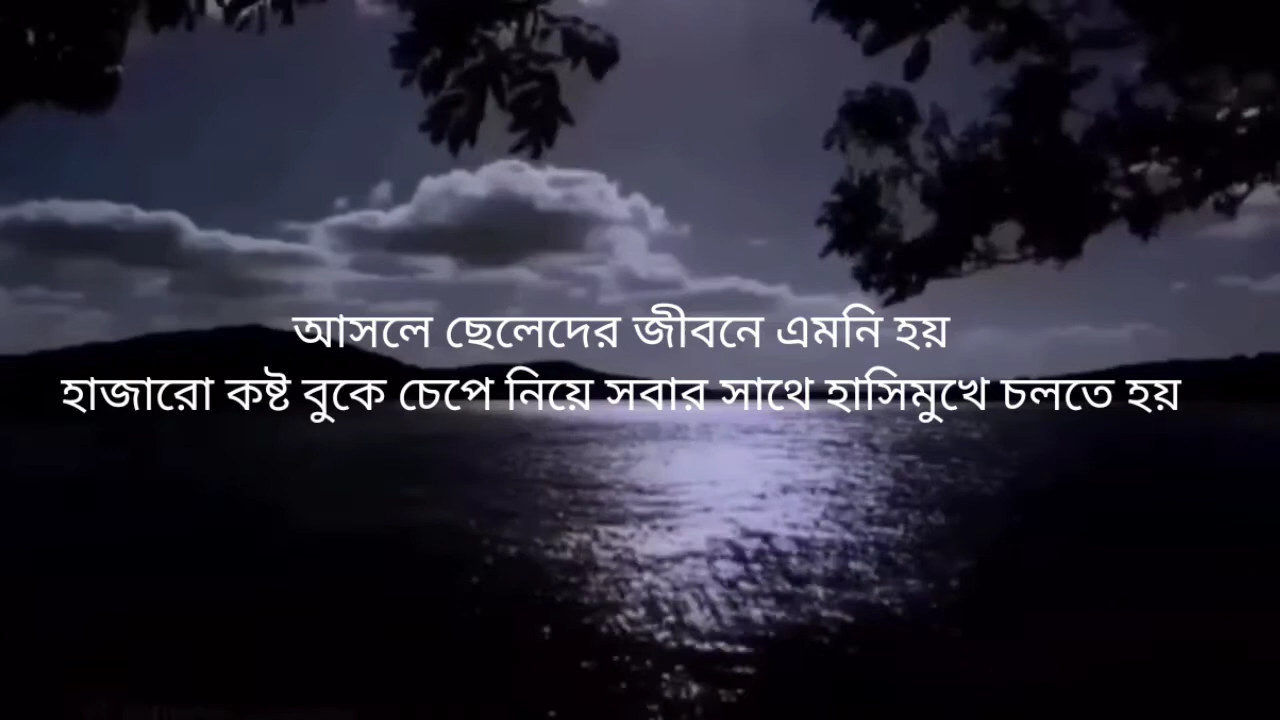 আসলে ছেলেদের জীবনে এমনি হয়
হাজারো কষ্ট বুকে চেপে নিয়ে সবার সাথে হাসিমুখে চলতে হয়